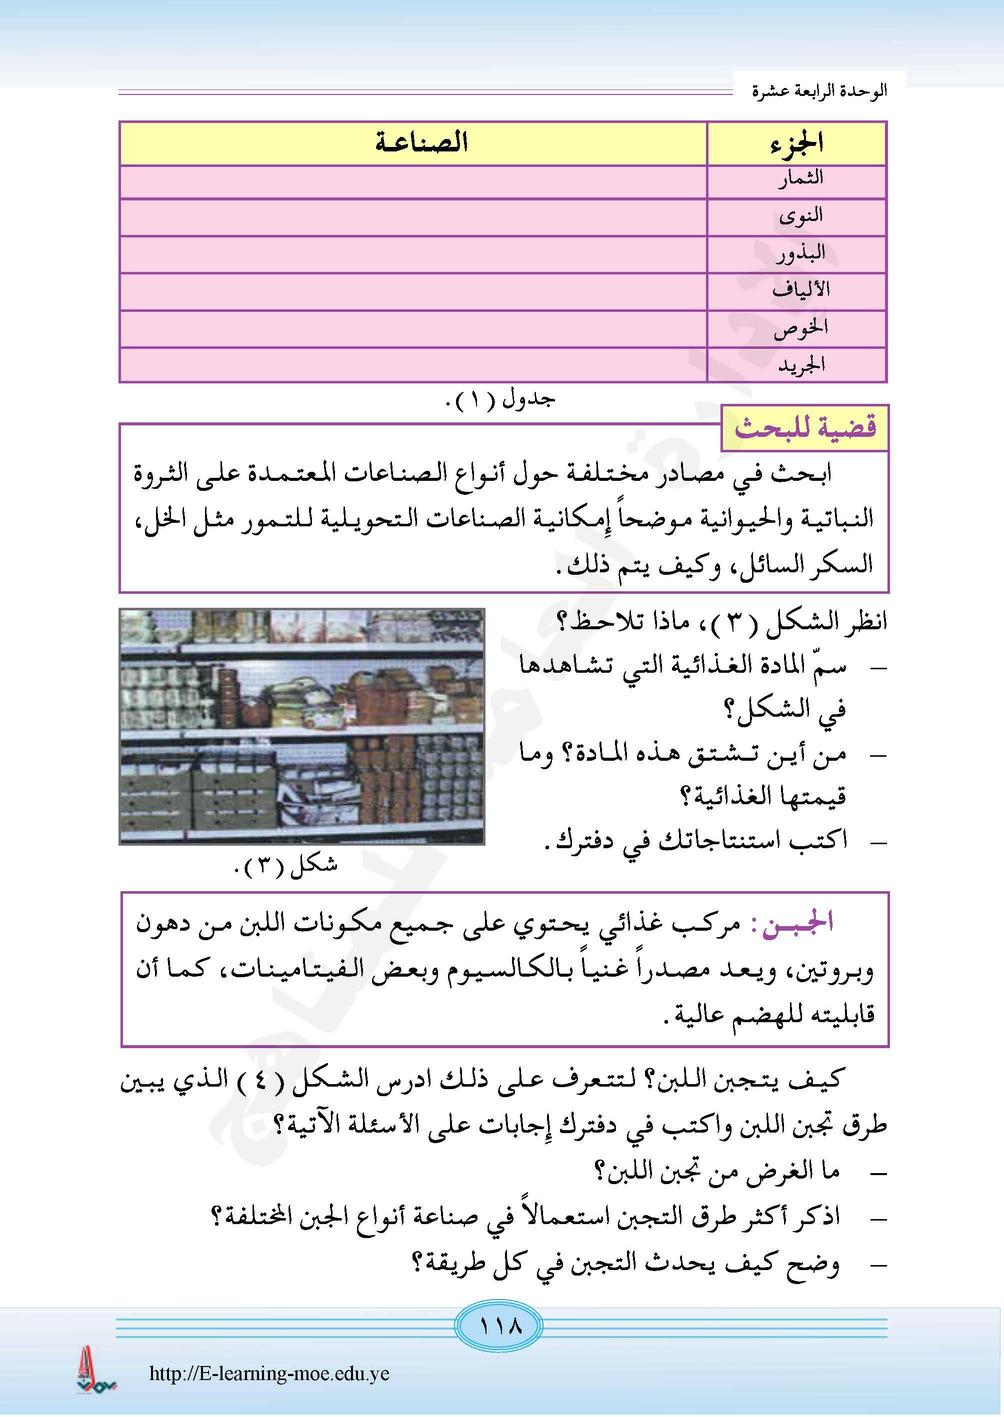 الوحدة الرابعة عشرة
الجزء الصناعة
الثمار
النوى
البذور
الألياف
الخوص
الجريد
جدول (١).
قضية للبحث
ابحث في مصادر مختلفة حول أنواع الصناعات المعتمدة على الثروة
النباتية والحيوانية موضحاً إمكانية الصناعات التحويلية للتمور مثل الخل،
السكر السائل، وكيف يتم ذلك.
انظر الشكل (٣)، ماذا تلاحظ؟
– سمّ المادة الغذائية التي تشاهدها
في الشكل؟
– من أين تشتق هذه المادة؟ وما
قيمتها الغذائية؟
– اكتب استنتاجاتك في دفترك.
شكل (٣).
الجبن: مركب غذائي يحتوي على جميع مكونات اللبن من دهون
وبروتين، ويعد مصدراً غنياً بالكالسيوم وبعض الفيتامينات، كما أن
قابليته للهضم عالية.
كيف يتجبن اللبن؟ لتتعرف على ذلك ادرس الشكل (٤) الذي يبين
طرق تجبن اللبن واكتب في دفترك إجابات على الأسئلة الآتية؟
– ما الغرض من تجبن اللبن؟
– اذكر أكثر طرق التجبن استعمالاً في صناعة أنواع الجبن المختلفة؟
– وضح كيف يحدث التجبن في كل طريقة؟
١١٨
http://E-learning-moe.edu.ye
الإدارة العامة للمناهج